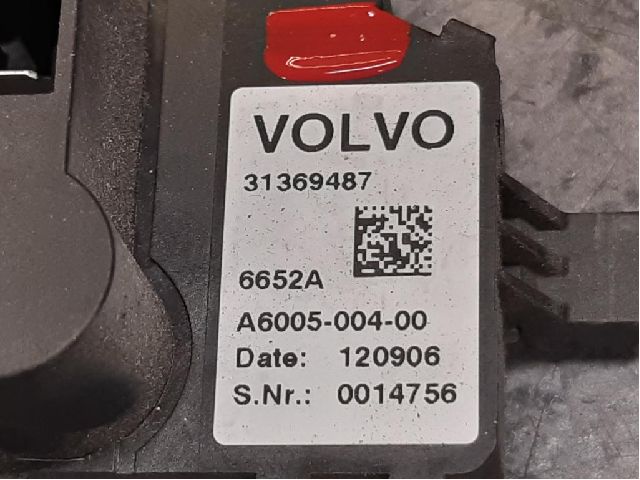 VOLVO
31369487
6652A
A6005-004-00
Date: 120906
S.Nr.: 0014756